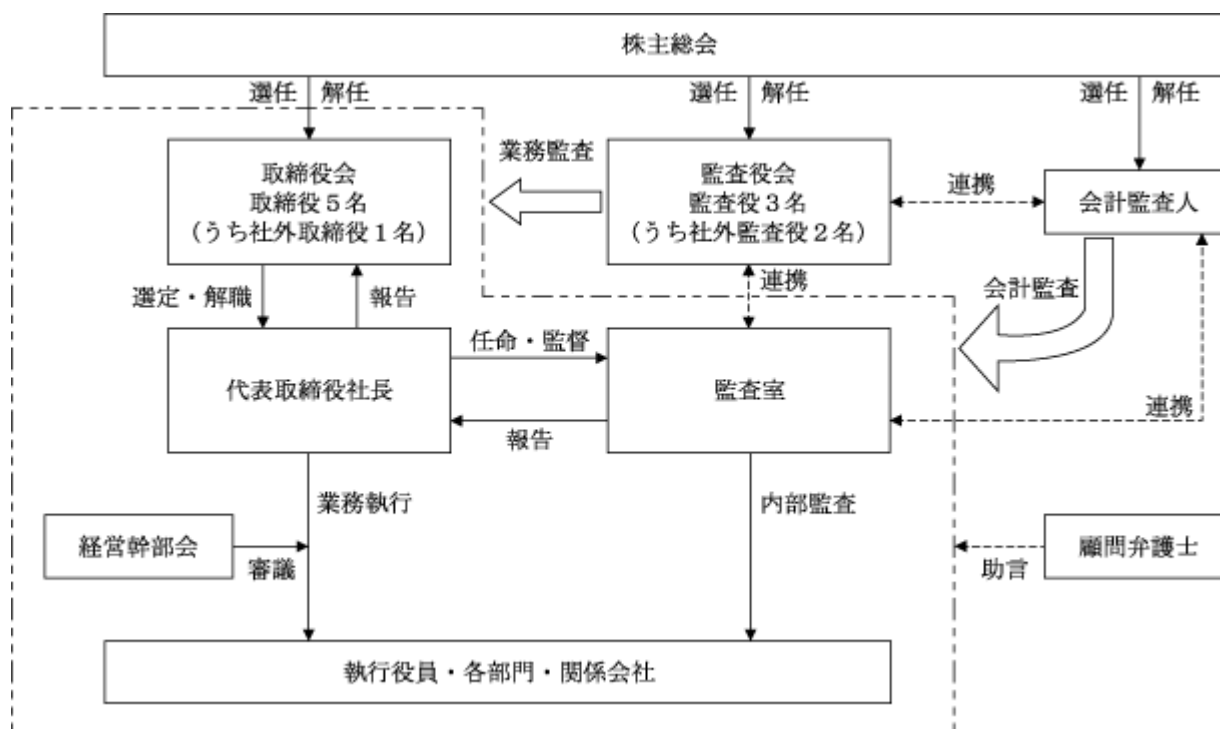 株主総会
選任 解任
選任 解任
選任 解任
取締役会
取締役5名
(うち社外取締役1名)
業務監査
監査役会
監査役3名
(うち社外監査役2名)
連携
会計監査人
選定・解職
報告
連携
会計監査
代表取締役社長
任命・監督
報告
監査室
連携
業務執行
内部監査
経営幹部会
審議
顧問弁護士
助言
執行役員・各部門・関係会社